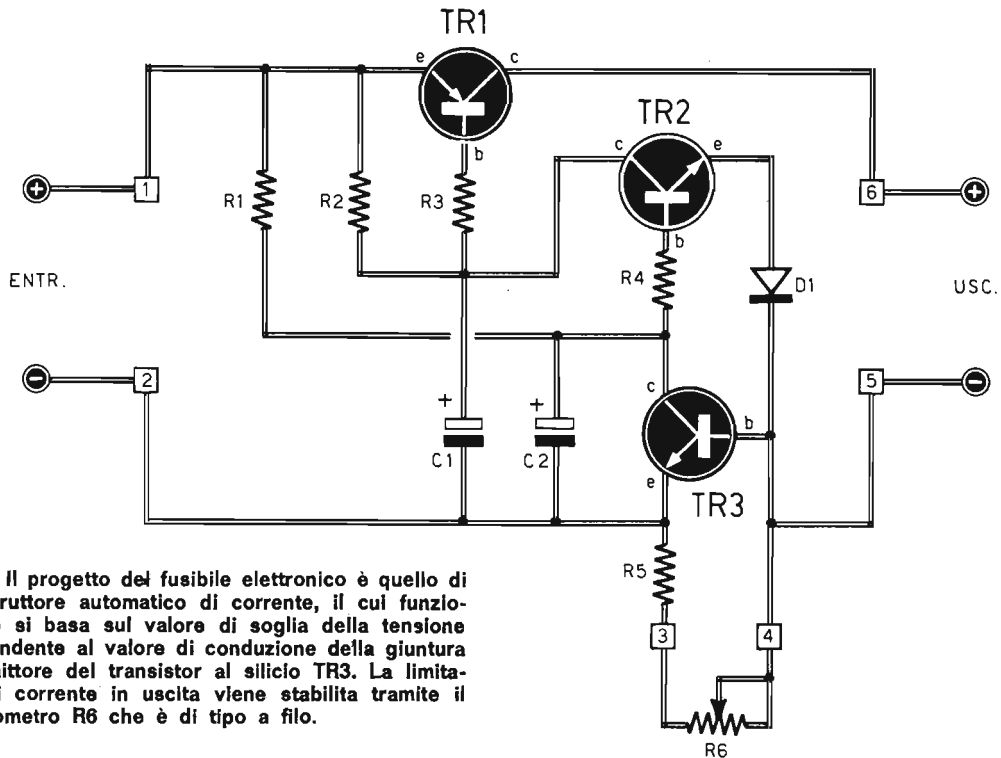 TR1
e
c
b
TR2
c
e
b
1
R1
R2
R3
R4
6
ENTR.
D1
USC.
2
5
c
b
e
+
C1
+
C2
TR3
R5
3
4
R6
Il progetto del fusibile elettronico è quello di
ruttore automatico di corrente, il cui funzio-
si basa sul valore di soglia della tensione
ndente al valore di conduzione della giuntura
ittore del transistor al silicio TR3. La limita-
i corrente in uscita viene stabilita tramite il
ometro R6 che è di tipo a filo.